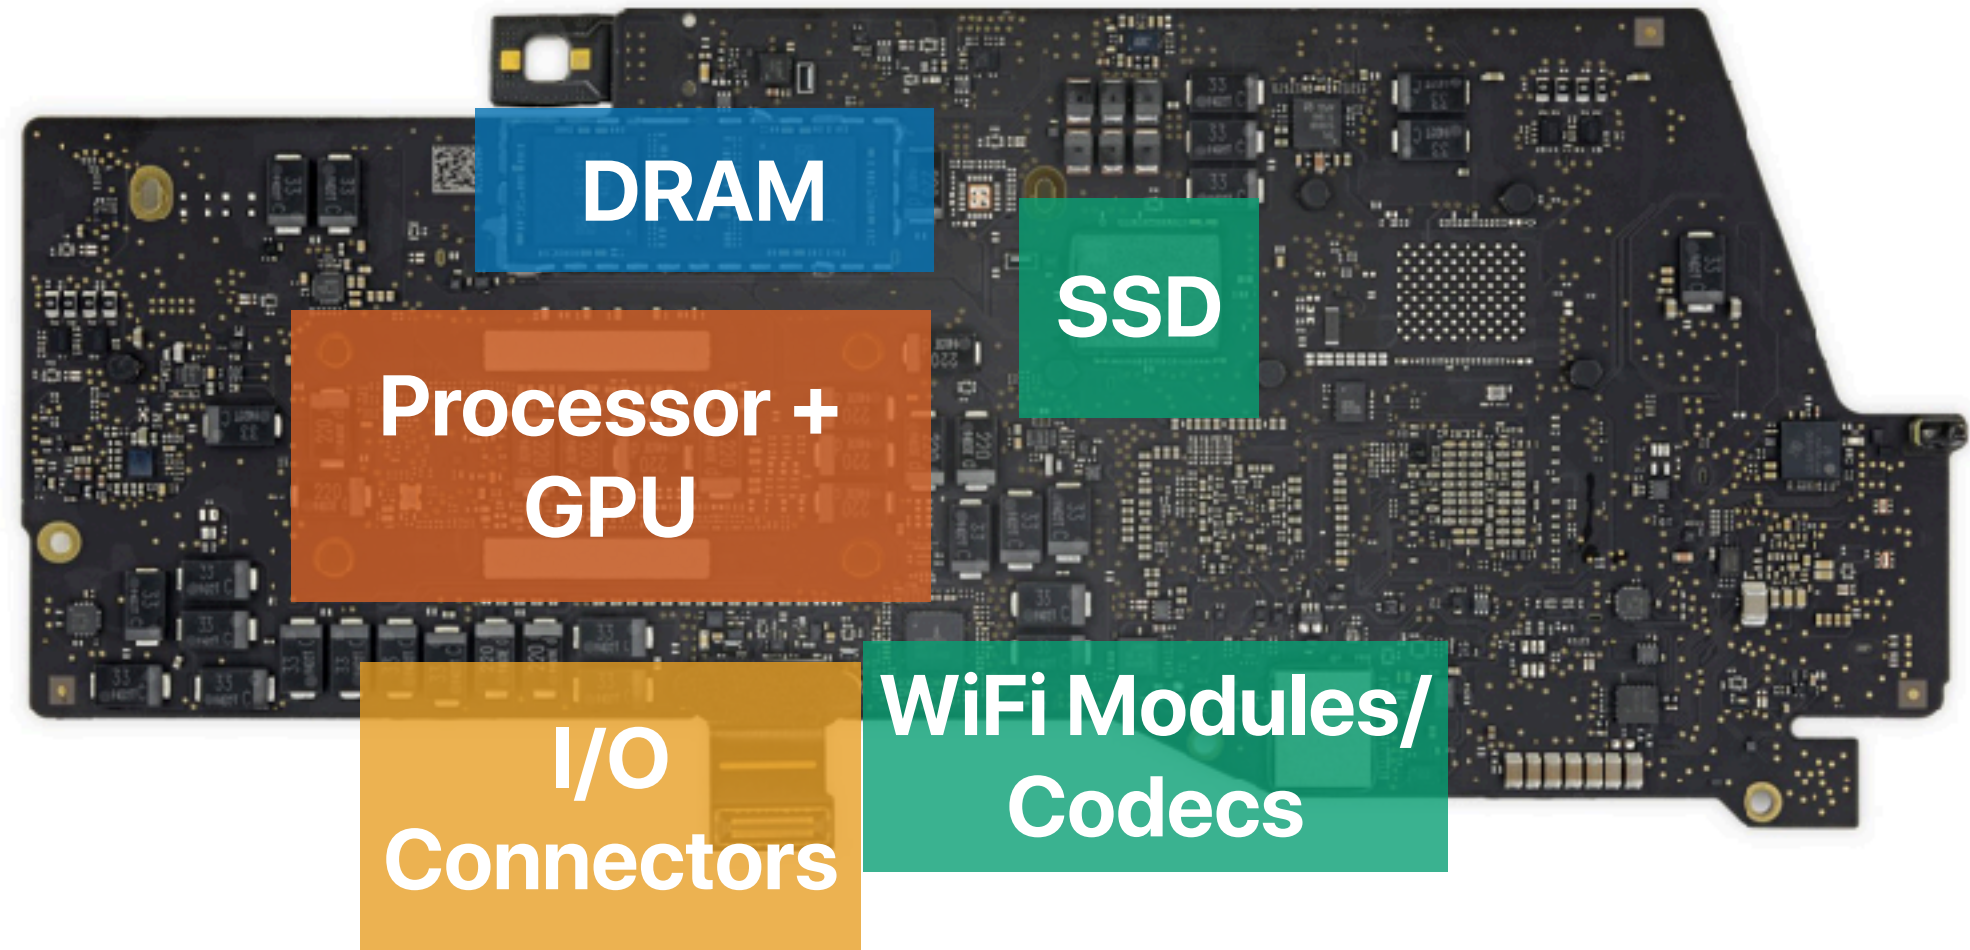 DRAM
SSD
Processor +
GPU
I/O
Connectors
WiFi Modules/
Codecs